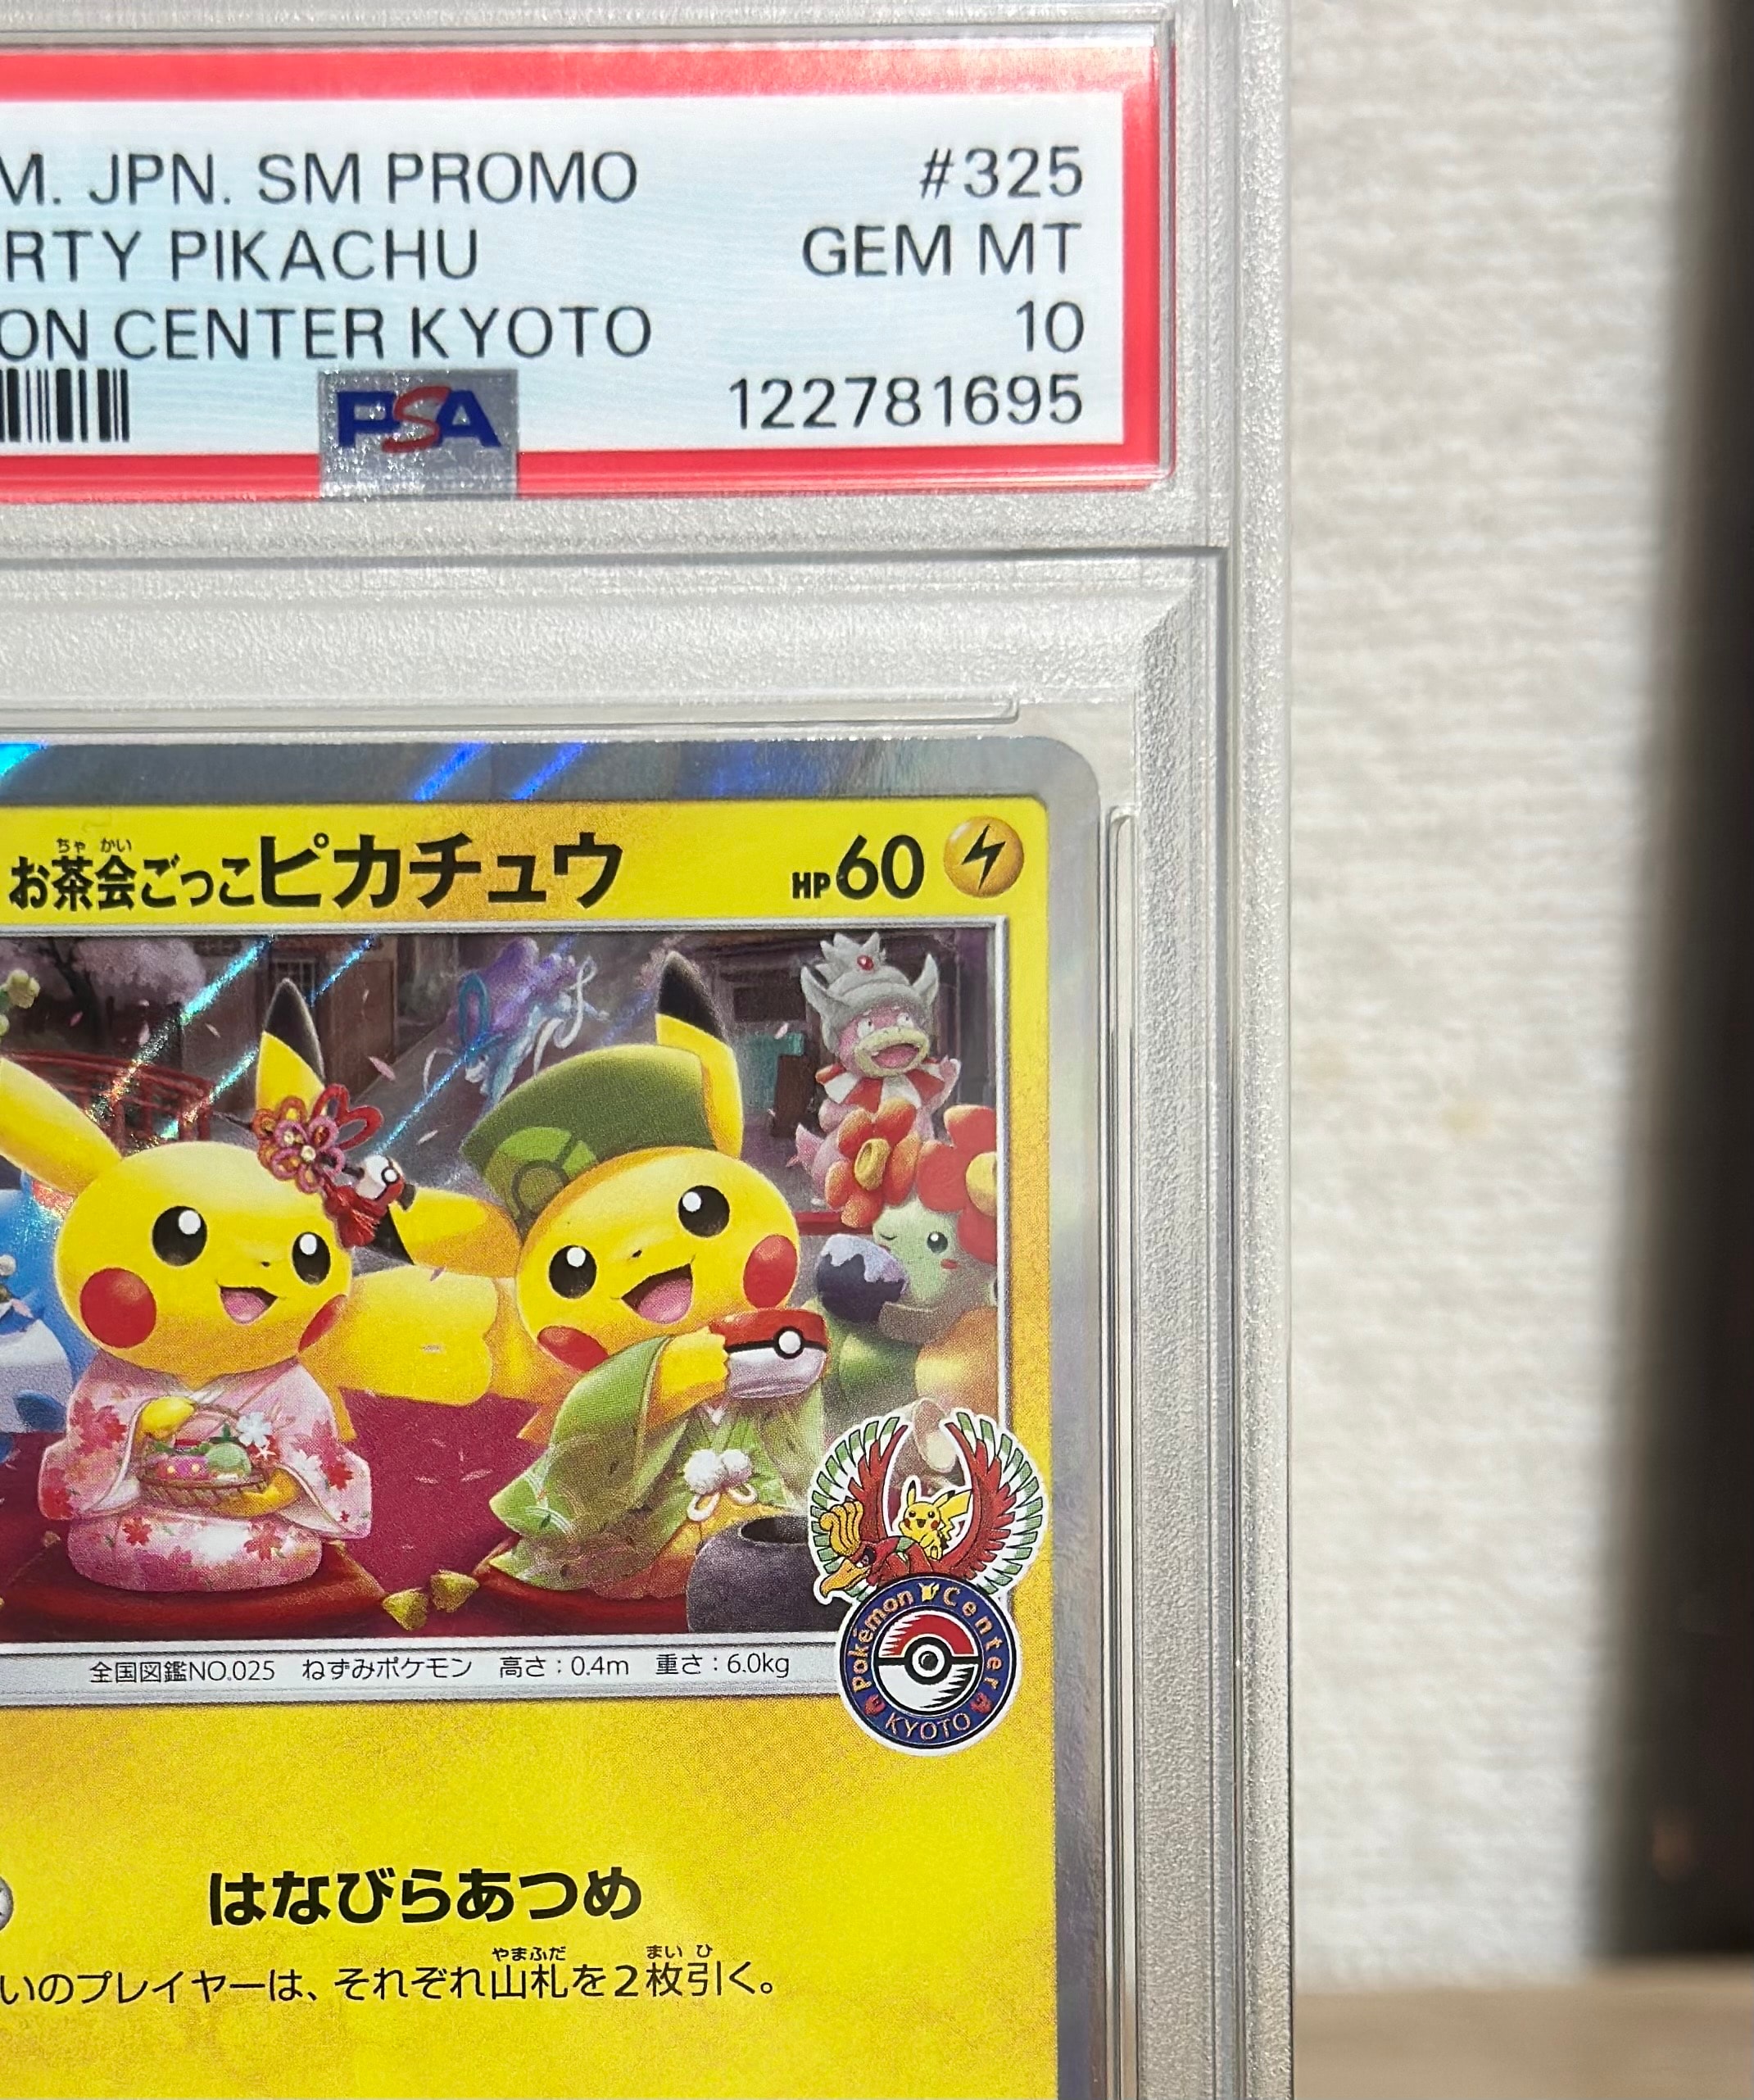 M. JPN. SM PROMO #325
RTY PIKACHU GEM MT
ON CENTER KYOTO 10
PSA 122781695
ちゃ かい
お茶会ごっこピカチュウ HP60
Pokémon Center
KYOTO
全国図鑑NO.025 ねずみポケモン 高さ：0.4m 重さ：6.0kg
はなびらあつめ
やまふだ まい ひ
いのプレイヤーは、それぞれ山札を2枚引く。